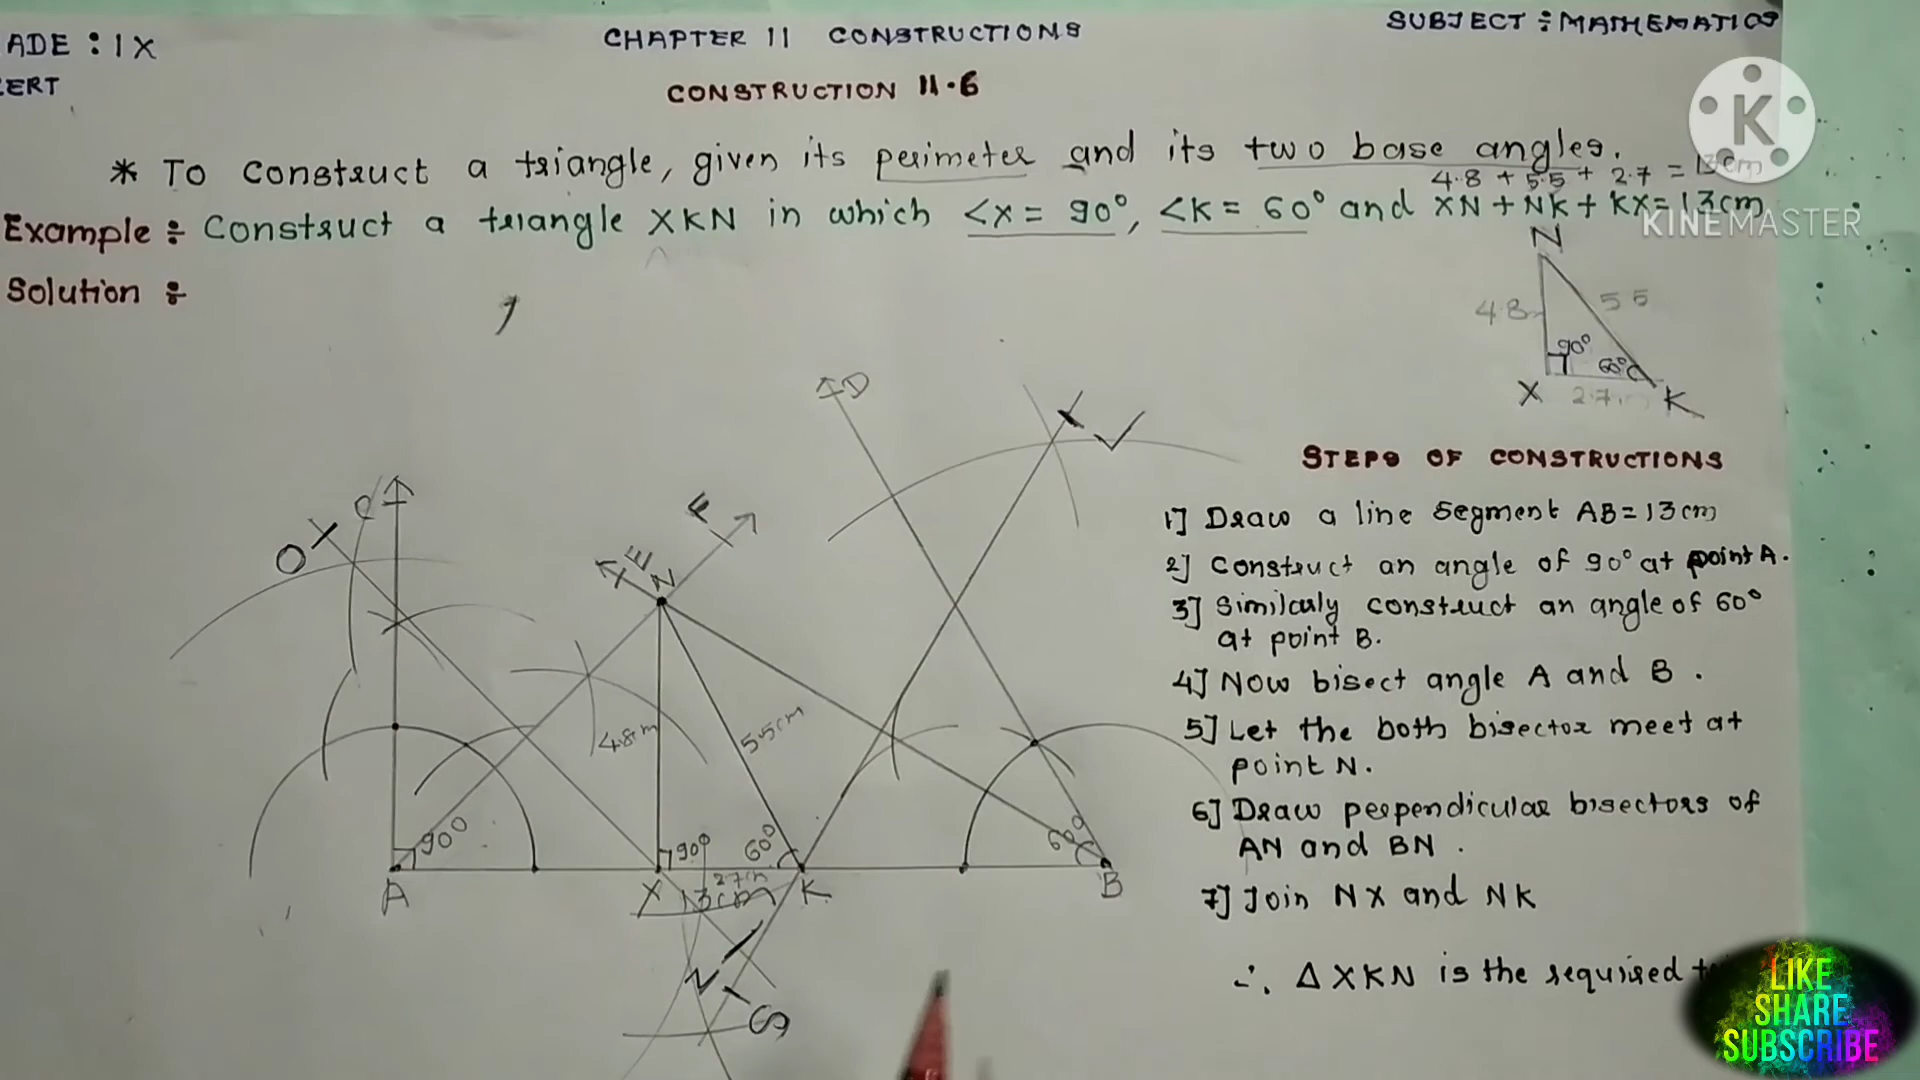 ADE : IX
CHAPTER 11 CONSTRUCTIONS
SUBJECT ÷ MATHEMATICS
CERT
CONSTRUCTION 11.6
K
* To construct a triangle, given its perimeter and its two base angles.
4.8 + 5.5 + 2.7 = 13cm
Example ÷ Construct a triangle XKN in which <X = 90°, <K = 60° and XN + NK + KX = 13cm
KINEMASTER
Solution ÷
N
4.8
5.5
90°
60°
X
2.7
K
D
C
O
F
E
N
4.8cm
5.5cm
90°
90°
60°
60°
A
X
2.7cm
13cm
K
B
S
STEPS OF CONSTRUCTIONS
1] Draw a line segment AB = 13cm
2] Construct an angle of 90° at point A.
3] Similarly construct an angle of 60°
at point B.
4] Now bisect angle A and B.
5] Let the both bisector meet at
point N.
6] Draw perpendicular bisectors of
AN and BN.
7] Join NX and NK
∴ Δ XKN is the required
LIKE
SHARE
SUBSCRIBE